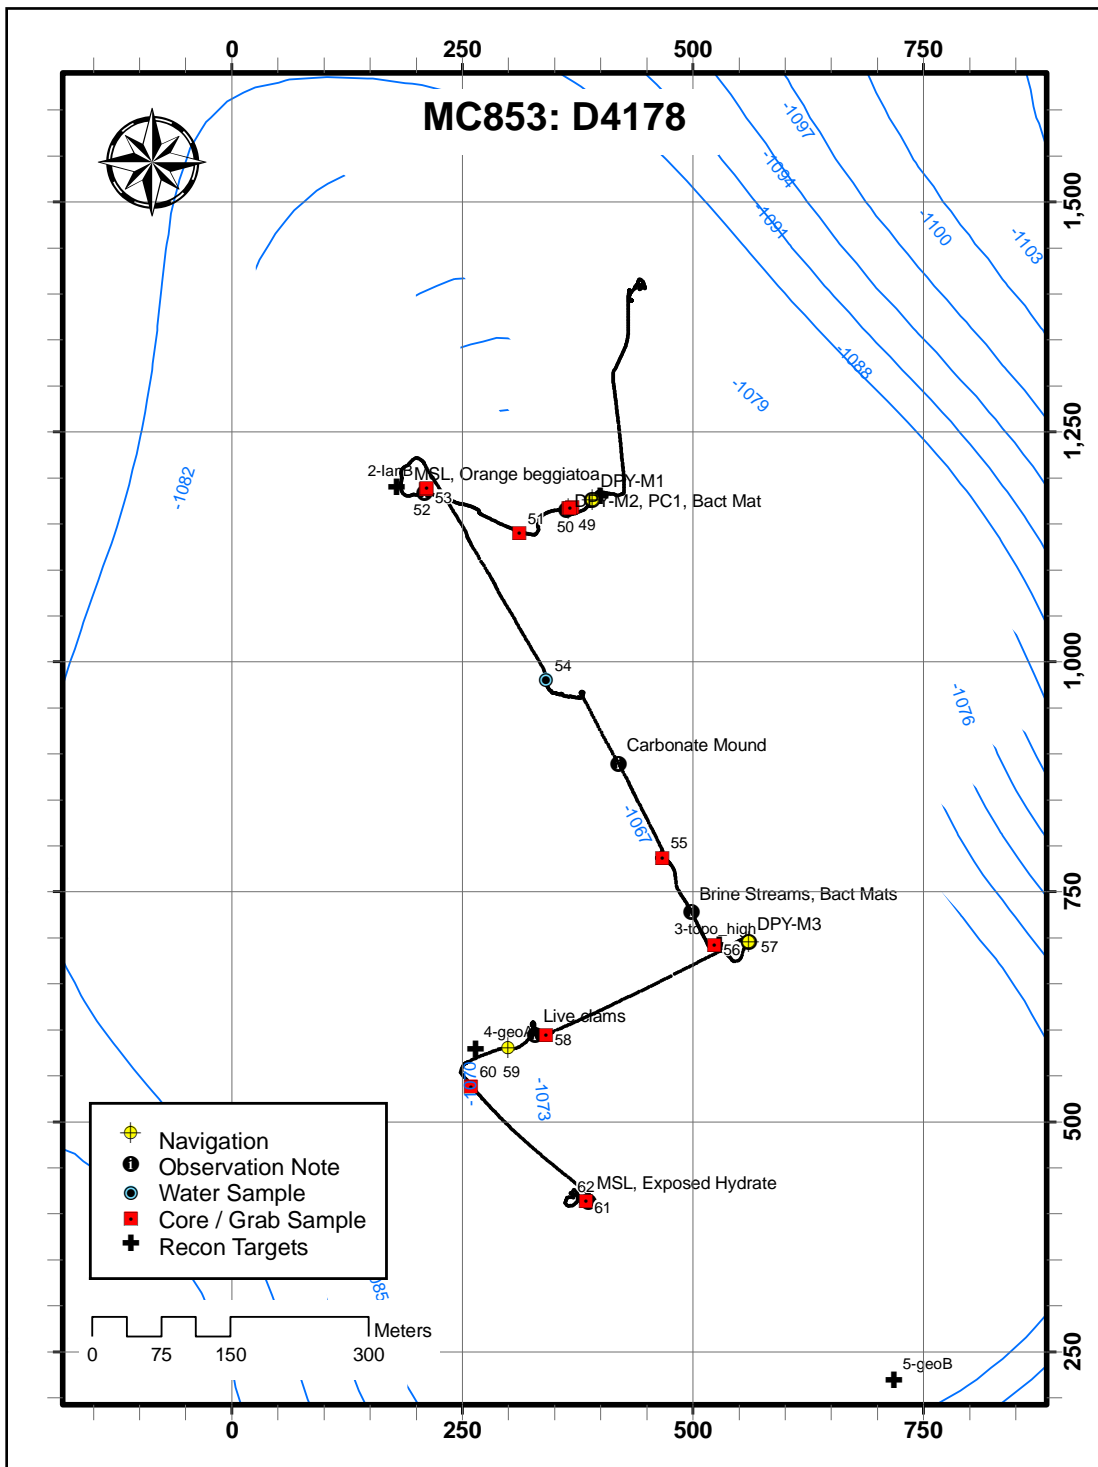 0 250 500 750
MC853: D4178
-1097
-1094
-1091
-1100
-1103
-1088
-1079
-1082
-1076
-1067
-1070
-1073
1,500
1,250
1,000
750
500
250
2-IanB
MSL, Orange beggiatoa
DPY-M1
53
52
51
DPY-M2, PC1, Bact Mat
50 49
54
Carbonate Mound
55
Brine Streams, Bact Mats
3-topo_high
DPY-M3
56 57
Live clams
4-geoA
58
60 59
62 MSL, Exposed Hydrate
61
Navigation
Observation Note
Water Sample
Core / Grab Sample
Recon Targets
Meters
0 75 150 300
5-geoB
0 250 500 750